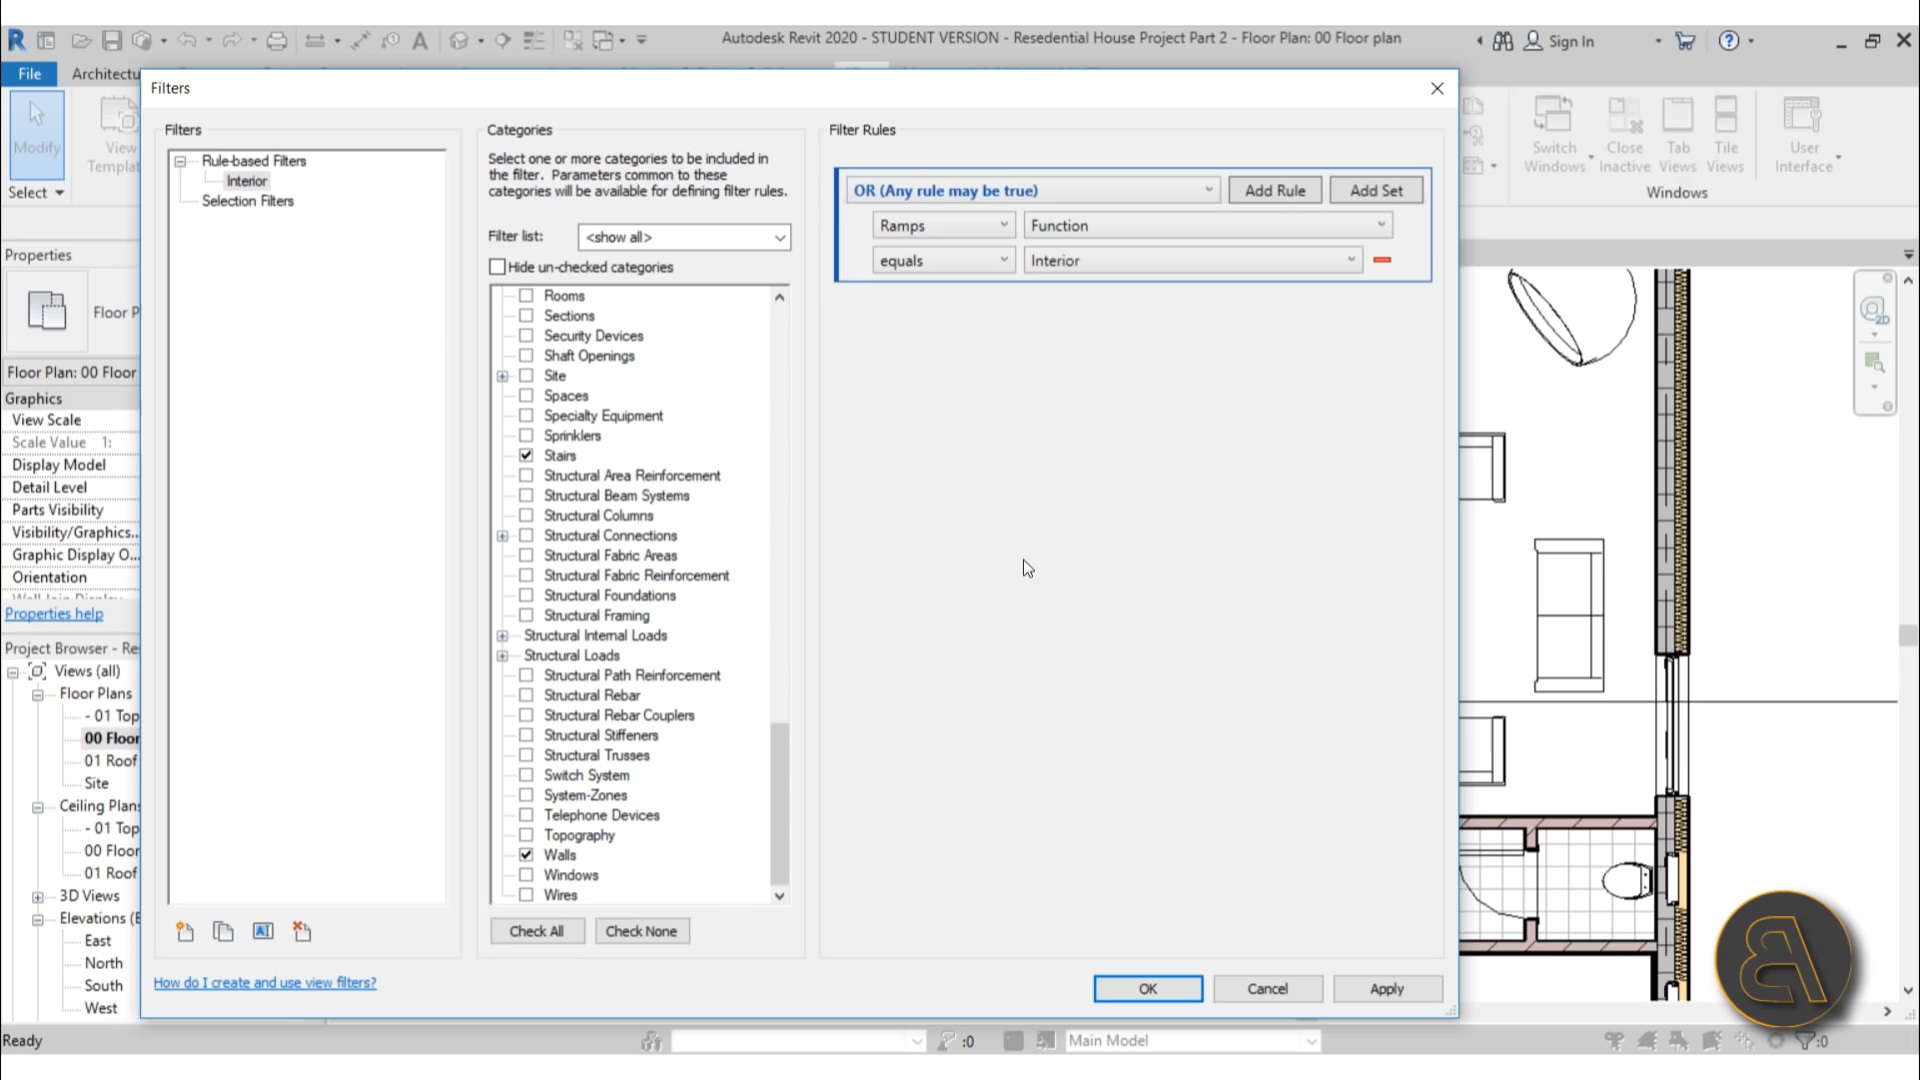 Autodesk Revit 2020 - STUDENT VERSION - Resedential House Project Part 2 - Floor Plan: 00 Floor plan
Sign In
File
Architectu
Modify
View
Templat
Select
Switch
Windows
Close
Inactive
Tab
Views
Tile
Views
User
Interface
Windows
Properties
Floor P
Floor Plan: 00 Floor
Graphics
View Scale
Scale Value 1:
Display Model
Detail Level
Parts Visibility
Visibility/Graphics...
Graphic Display O...
Orientation
Properties help
Project Browser - Re
Views (all)
Floor Plans
- 01 Top
00 Floor
01 Roof
Site
Ceiling Plans
- 01 Top
00 Floor
01 Roof
3D Views
Elevations (E
East
North
South
West
Filters
Filters
Rule-based Filters
Interior
Selection Filters
How do I create and use view filters?
Categories
Select one or more categories to be included in
the filter. Parameters common to these
categories will be available for defining filter rules.
Filter list:
<show all>
Hide un-checked categories
Rooms
Sections
Security Devices
Shaft Openings
Site
Spaces
Specialty Equipment
Sprinklers
Stairs
Structural Area Reinforcement
Structural Beam Systems
Structural Columns
Structural Connections
Structural Fabric Areas
Structural Fabric Reinforcement
Structural Foundations
Structural Framing
Structural Internal Loads
Structural Loads
Structural Path Reinforcement
Structural Rebar
Structural Rebar Couplers
Structural Stiffeners
Structural Trusses
Switch System
System-Zones
Telephone Devices
Topography
Walls
Windows
Wires
Check All
Check None
Filter Rules
OR (Any rule may be true)
Add Rule
Add Set
Ramps
Function
equals
Interior
OK
Cancel
Apply
2D
Ready
:0
Main Model
:0